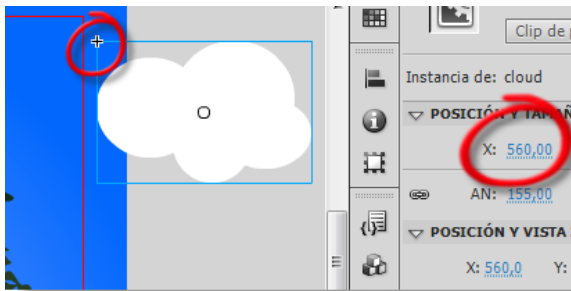 Clip de
Instancia de: cloud
POSICIÓN Y TAMAÑ
X: 560,00
AN: 155,00
POSICIÓN Y VISTA
X: 560,0 Y: